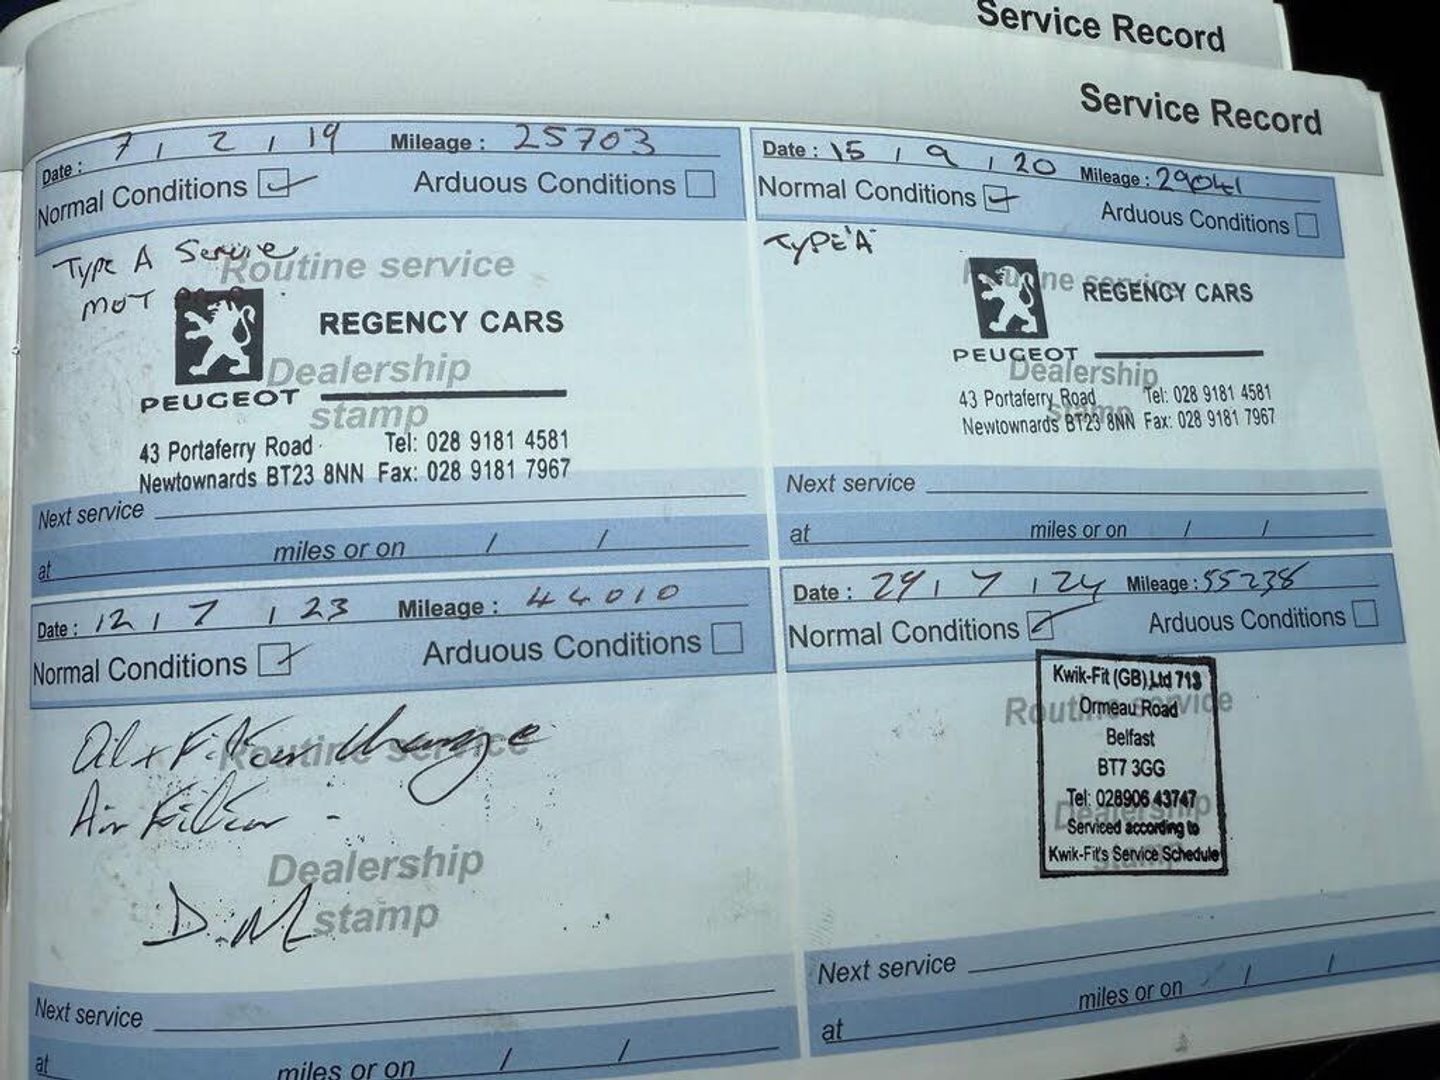 Service Record
Service Record
Date : 7 / 2 / 19 Mileage : 25703
Normal Conditions Arduous Conditions
Type A Service
MOT
Routine service
REGENCY CARS
Dealership
PEUGEOT
stamp
43 Portaferry Road Tel: 028 9181 4581
Newtownards BT23 8NN Fax: 028 9181 7967
Next service
at miles or on / /
Date : 15 / 9 / 20 Mileage : 29041
Normal Conditions Arduous Conditions
TYPE 'A'
Routine service
REGENCY CARS
PEUGEOT
Dealership
stamp
43 Portaferry Road Tel: 028 9181 4581
Newtownards BT23 8NN Fax: 028 9181 7967
Next service
at miles or on / /
Date : 12 / 7 / 23 Mileage : 44010
Normal Conditions Arduous Conditions
Routine service
Oil + Filter change
Air Filter -
Dealership
stamp
D.M
Next service
at miles or on / /
Date : 29 / 7 / 24 Mileage : 55238
Normal Conditions Arduous Conditions
Routine service
Kwik-Fit (GB) Ltd 713
Ormeau Road
Belfast
BT7 3GG
Tel: 028906 43747
Dealership
Serviced according to
Kwik-Fit's Service Schedule
stamp
Next service
at miles or on / /